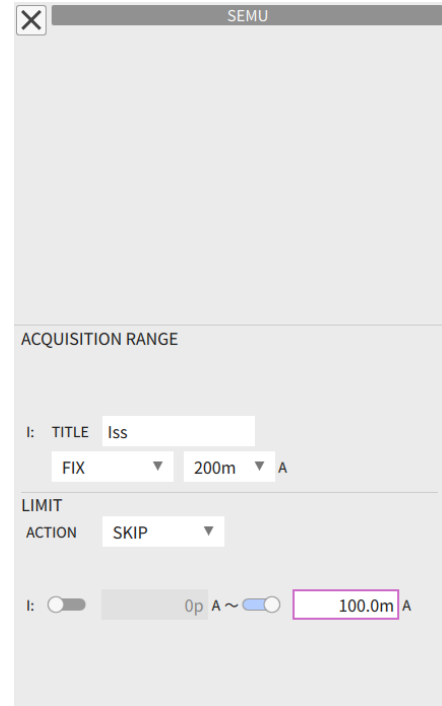 SEMU
ACQUISITION RANGE
I: TITLE Iss
FIX ▼ 200m ▼ A
LIMIT
ACTION SKIP ▼
I: 0p A ～ 100.0m A